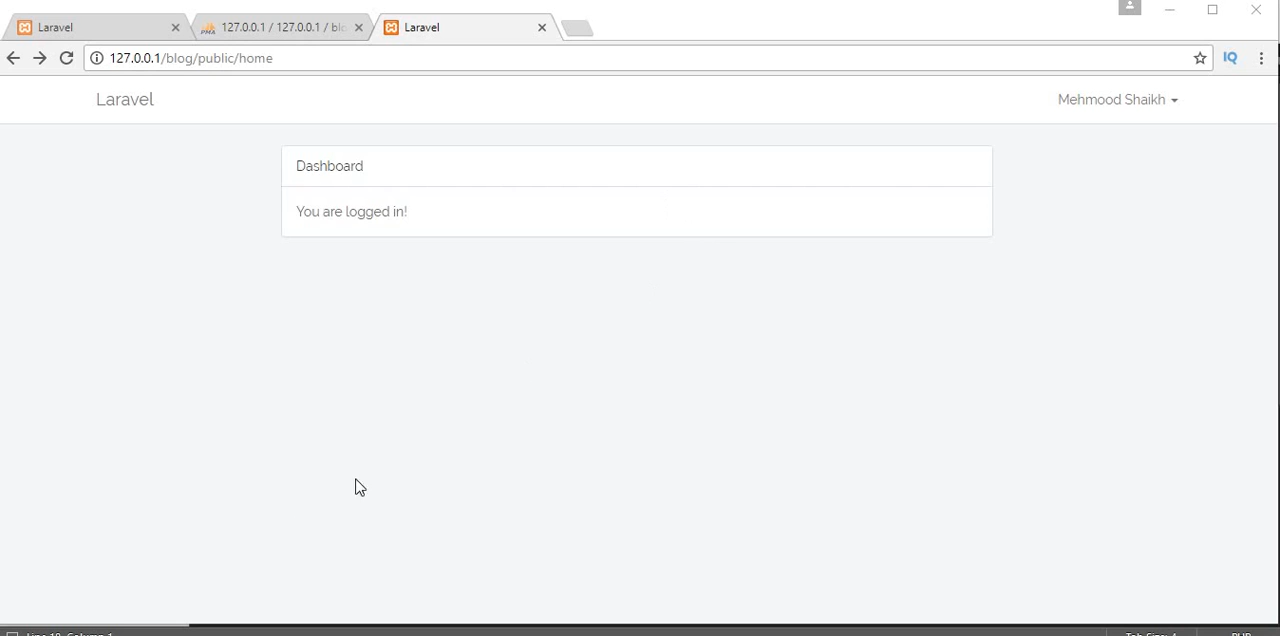 Laravel
127.0.0.1 / 127.0.0.1 / blo
Laravel
127.0.0.1/blog/public/home
IQ
Laravel
Mehmood Shaikh
Dashboard
You are logged in!